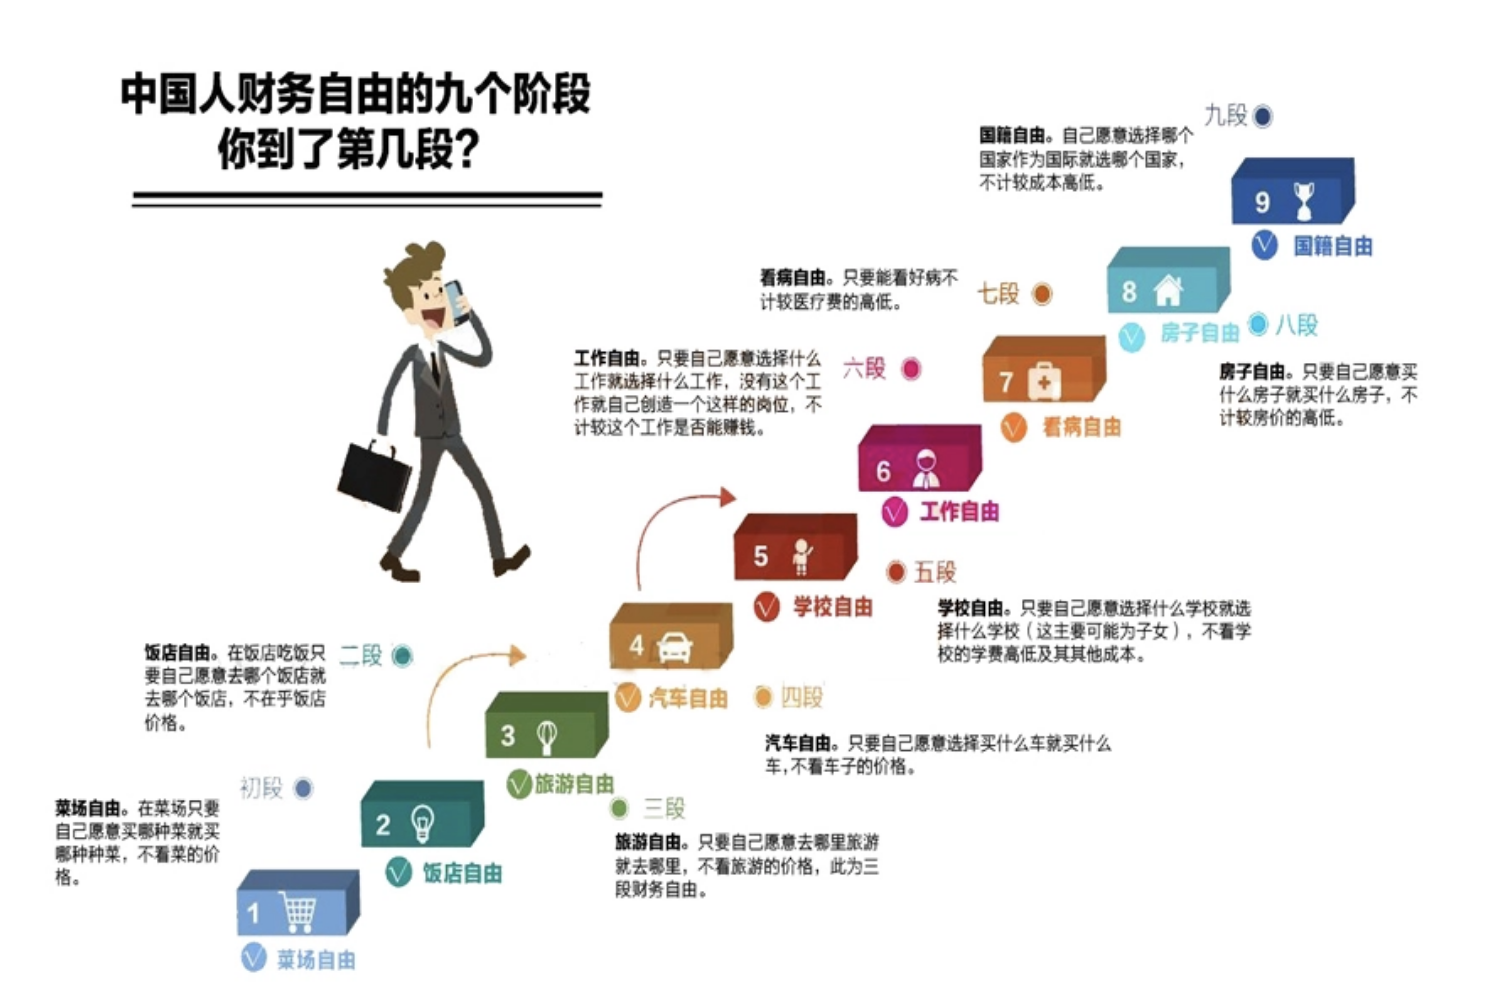 中国人财务自由的九个阶段
你到了第几段？
九段
国籍自由。自己愿意选择哪个
国家作为国际就选哪个国家，
不计较成本高低。
9
国籍自由
看病自由。只要能看好病不
计较医疗费的高低。
七段
8
房子自由
八段
房子自由。只要自己愿意买
什么房子就买什么房子，不
计较房价的高低。
工作自由。只要自己愿意选择什么
工作就选择什么工作，没有这个工
作就自己创造一个这样的岗位，不
计较这个工作是否能赚钱。
六段
7
看病自由
6
工作自由
5
学校自由
五段
学校自由。只要自己愿意选择什么学校就选
择什么学校（这主要可能为子女），不看学
校的学费高低及其其他成本。
饭店自由。在饭店吃饭只
要自己愿意去哪个饭店就
去哪个饭店，不在乎饭店
价格。
二段
4
汽车自由
四段
汽车自由。只要自己愿意选择买什么车就买什么
车,不看车子的价格。
3
旅游自由
三段
旅游自由。只要自己愿意去哪里旅游
就去哪里，不看旅游的价格，此为三
段财务自由。
初段
菜场自由。在菜场只要
自己愿意买哪种菜就买
哪种种菜，不看菜的价
格。
2
饭店自由
1
菜场自由